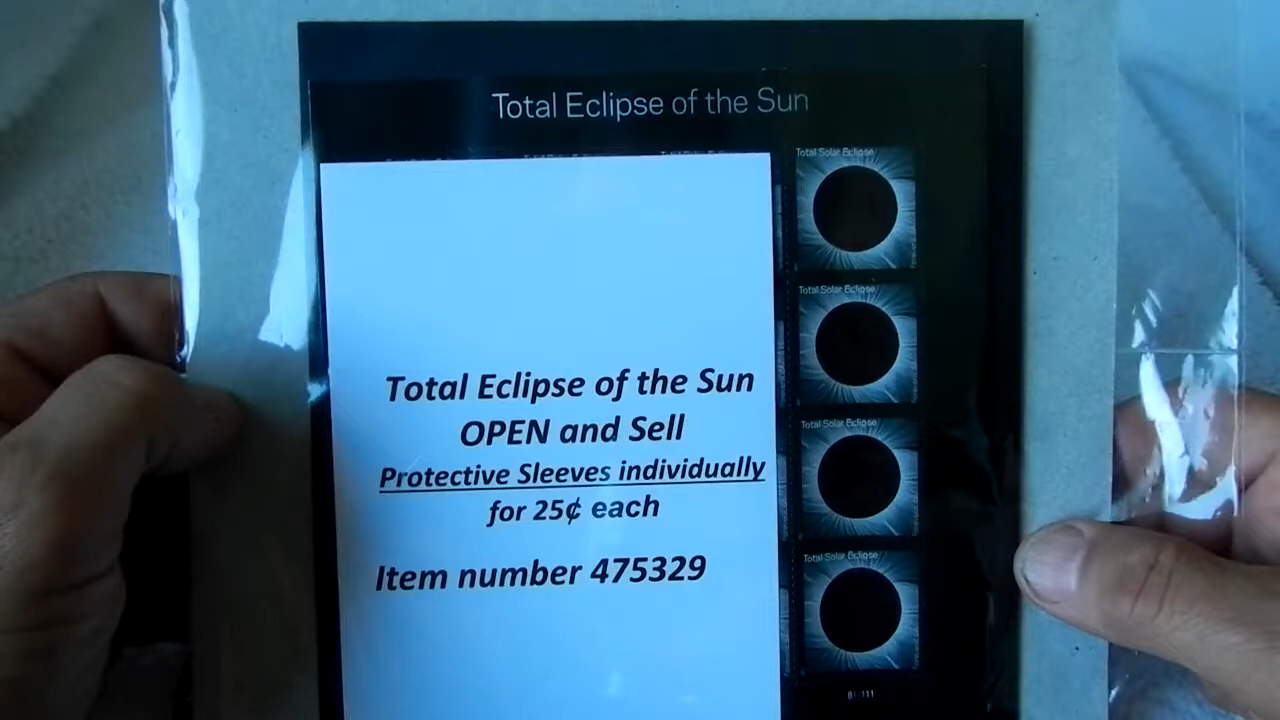 Total Eclipse of the Sun
Total Solar Eclipse
Total Solar Eclipse
Total Solar Eclipse
Total Solar Eclipse
Total Eclipse of the Sun
OPEN and Sell
Protective Sleeves individually
for 25¢ each
Item number 475329